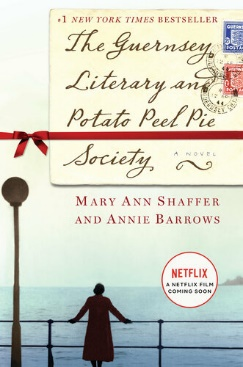 #1 NEW YORK TIMES BESTSELLER
The Guernsey
Literary and
Potato Peel Pie
Society
A NOVEL
MARY ANN SHAFFER
AND ANNIE BARROWS
NETFLIX
A NETFLIX FILM
COMING SOON